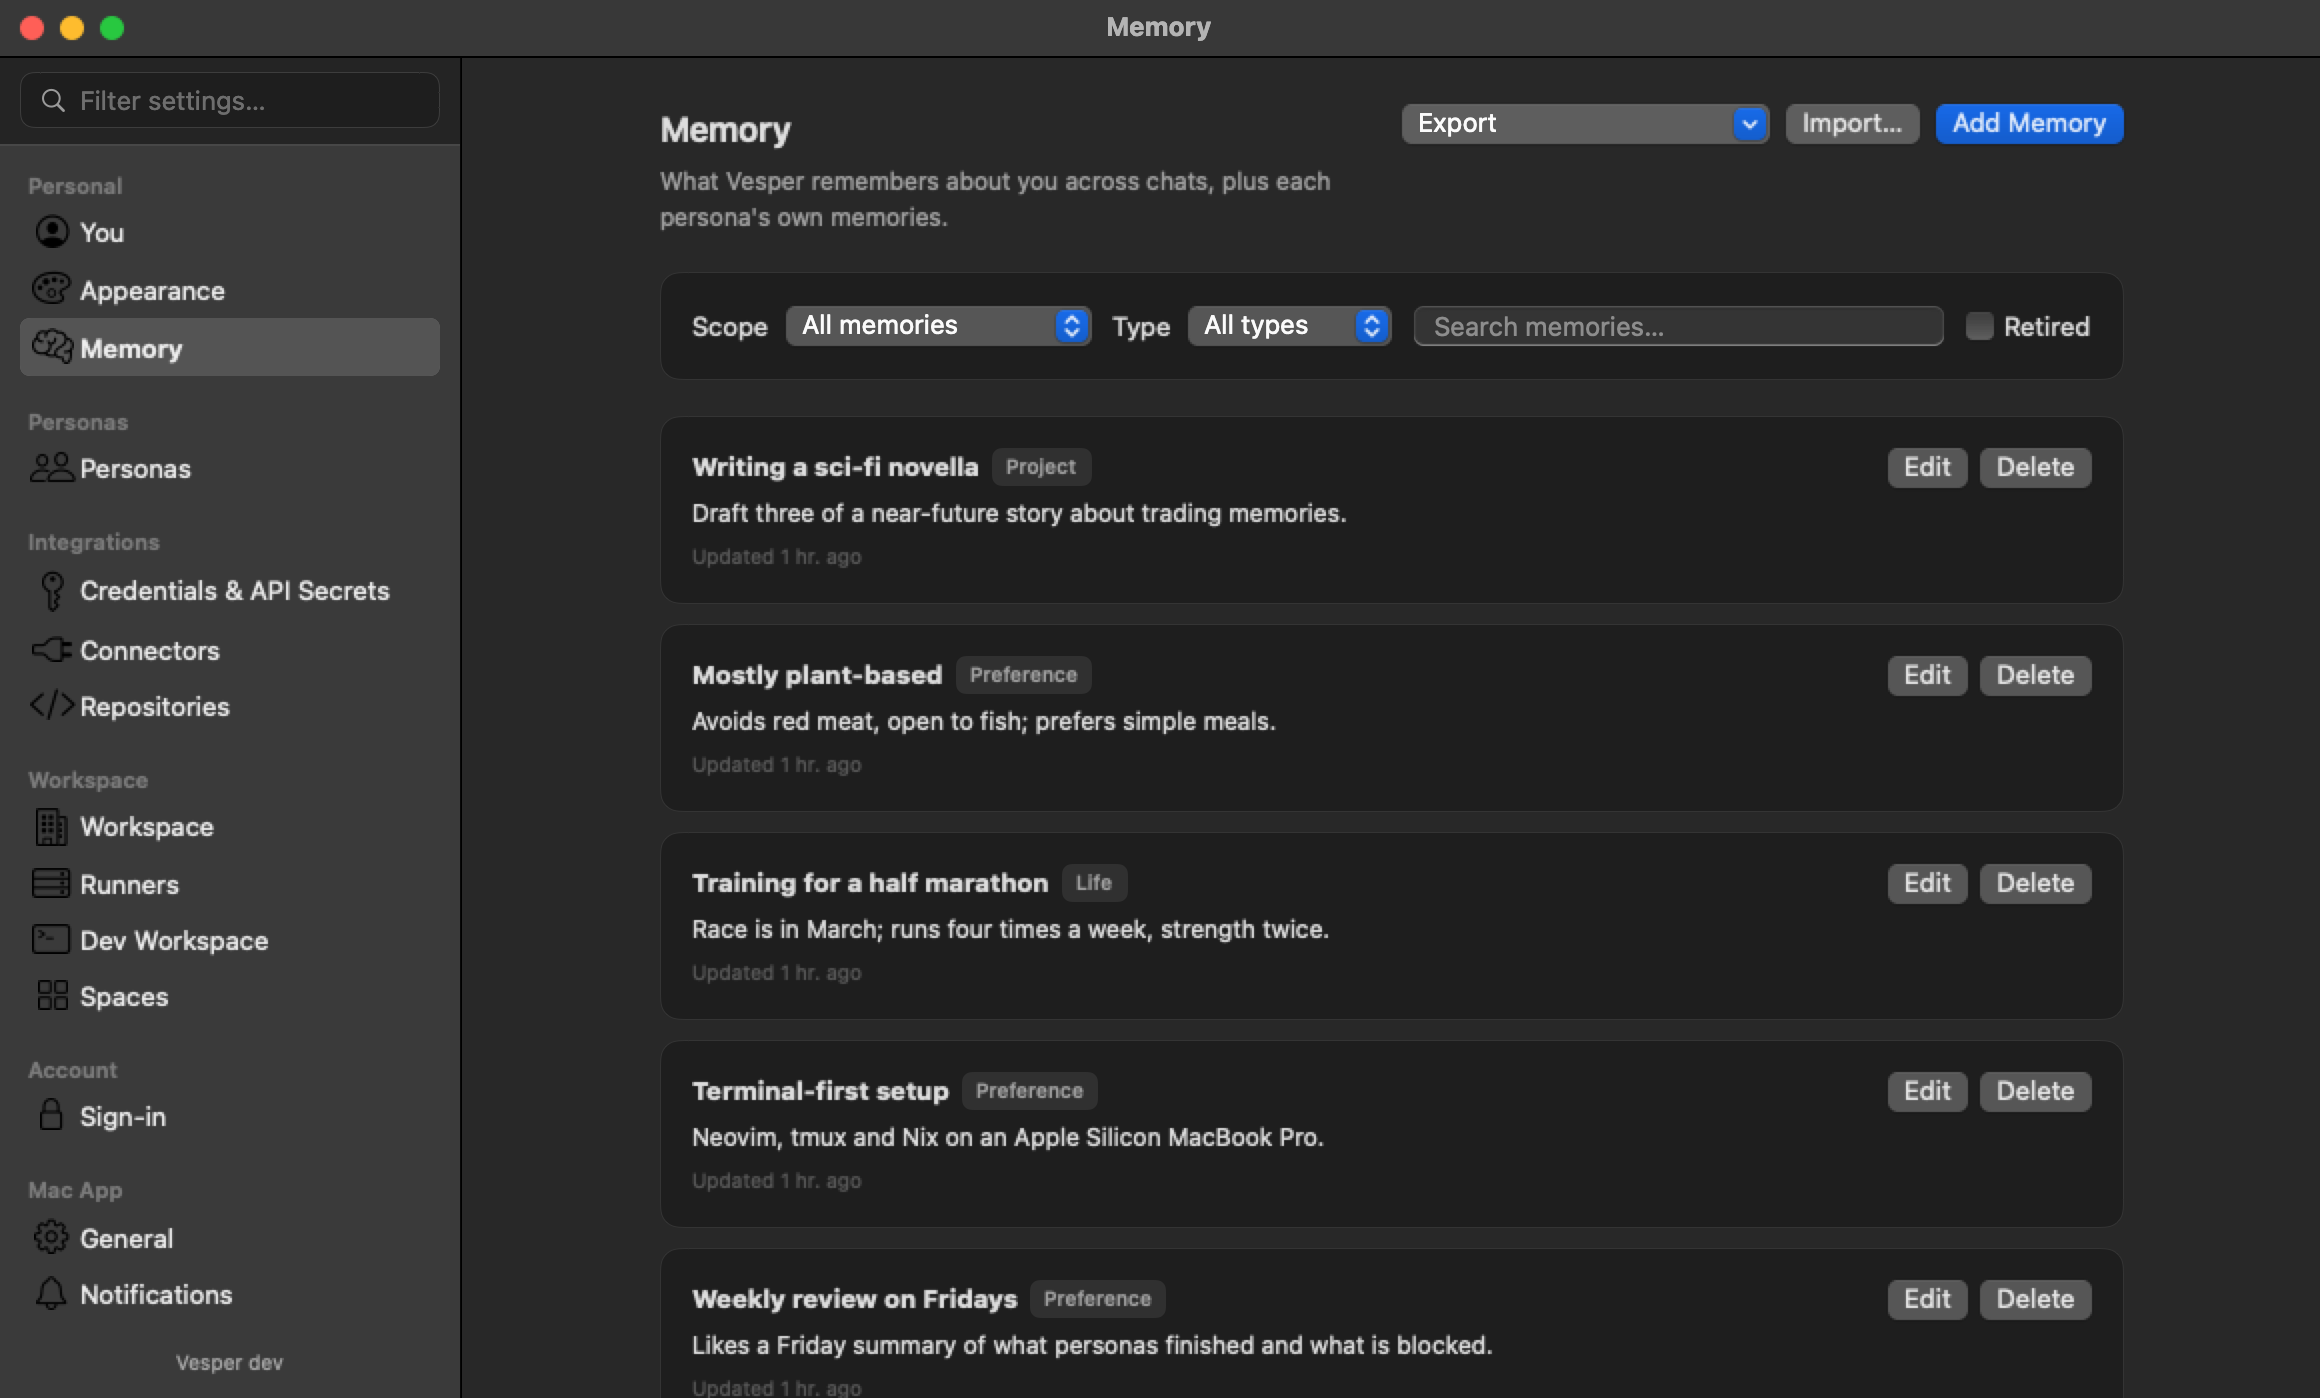 Memory
Filter settings...
Personal
You
Appearance
Memory
Personas
Personas
Integrations
Credentials & API Secrets
Connectors
Repositories
Workspace
Workspace
Runners
Dev Workspace
Spaces
Account
Sign-in
Mac App
General
Notifications
Vesper dev
Memory
Export
Import...
Add Memory
What Vesper remembers about you across chats, plus each
persona's own memories.
Scope
All memories
Type
All types
Search memories...
Retired
Writing a sci-fi novella
Project
Edit
Delete
Draft three of a near-future story about trading memories.
Updated 1 hr. ago
Mostly plant-based
Preference
Edit
Delete
Avoids red meat, open to fish; prefers simple meals.
Updated 1 hr. ago
Training for a half marathon
Life
Edit
Delete
Race is in March; runs four times a week, strength twice.
Updated 1 hr. ago
Terminal-first setup
Preference
Edit
Delete
Neovim, tmux and Nix on an Apple Silicon MacBook Pro.
Updated 1 hr. ago
Weekly review on Fridays
Preference
Edit
Delete
Likes a Friday summary of what personas finished and what is blocked.
Updated 1 hr. ago